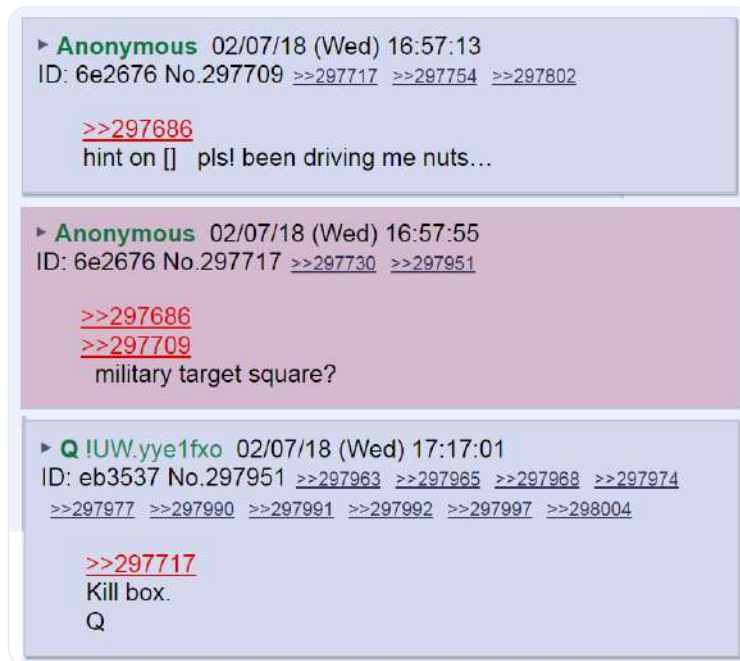 ▸ Anonymous 02/07/18 (Wed) 16:57:13
ID: 6e2676 No.297709 >>297717 >>297754 >>297802
>>297686
hint on [] pls! been driving me nuts…
▸ Anonymous 02/07/18 (Wed) 16:57:55
ID: 6e2676 No.297717 >>297730 >>297951
>>297686
>>297709
military target square?
▸ Q !UW.yye1fxo 02/07/18 (Wed) 17:17:01
ID: eb3537 No.297951 >>297963 >>297965 >>297968 >>297974
>>297977 >>297990 >>297991 >>297992 >>297997 >>298004
>>297717
Kill box.
Q